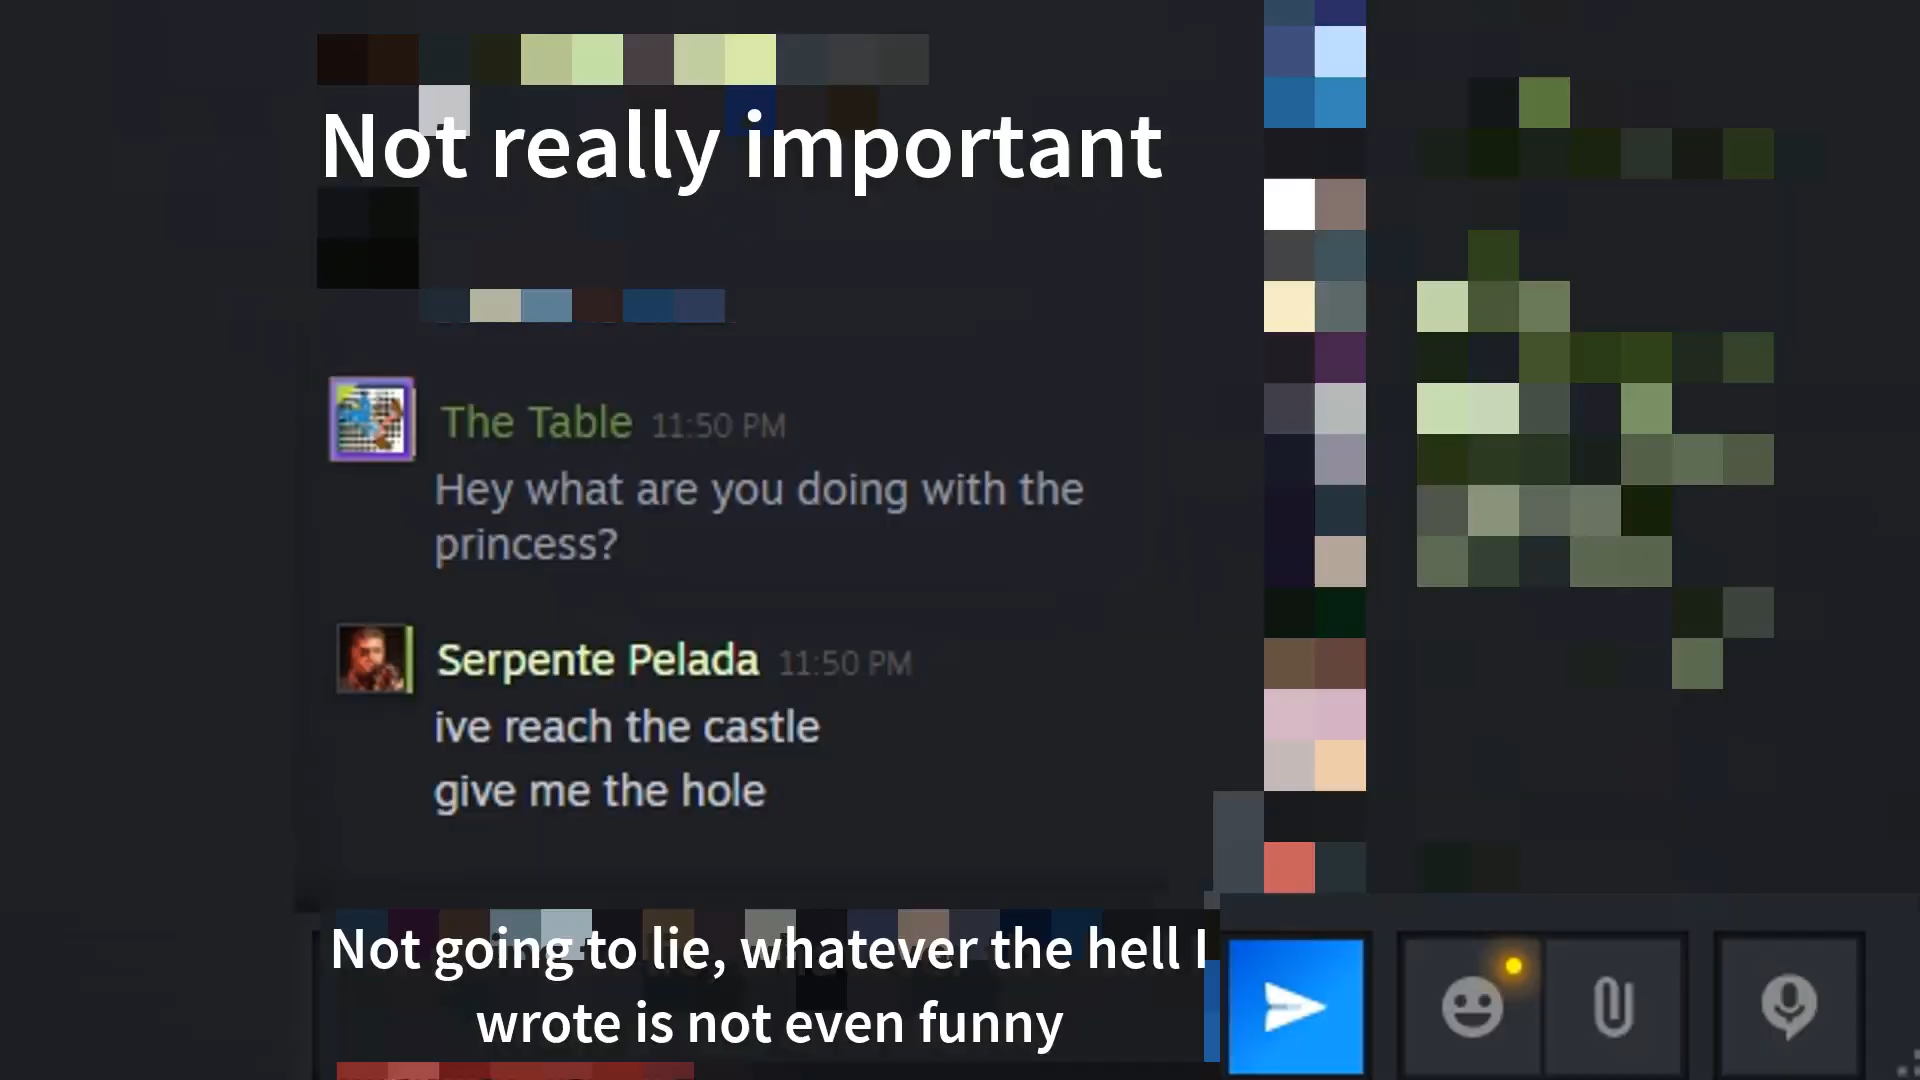 Not really important
The Table 11:50 PM
Hey what are you doing with the
princess?
Serpente Pelada 11:50 PM
ive reach the castle
give me the hole
Not going to lie, whatever the hell I
wrote is not even funny